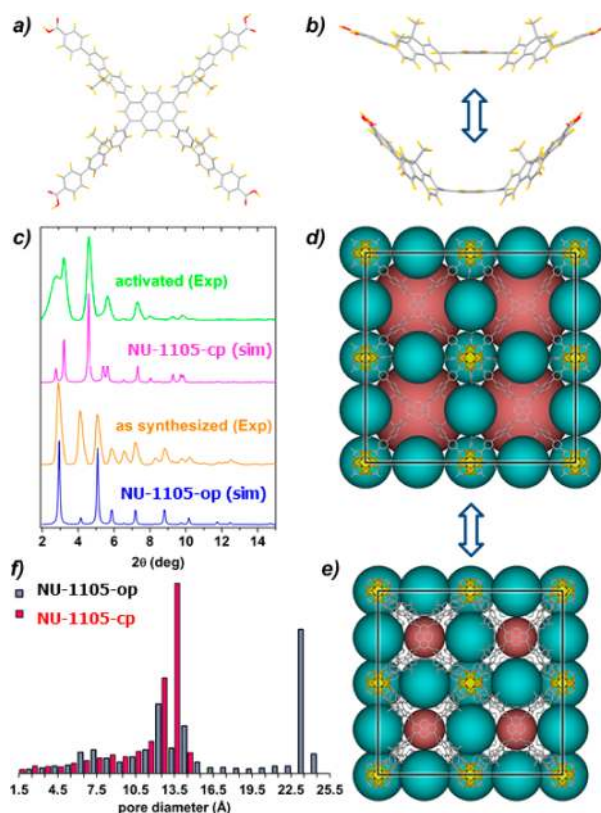 a)
b)
c)
activated (Exp)
NU-1105-cp (sim)
as synthesized (Exp)
NU-1105-op (sim)
2 4 6 8 10 12 14
2θ (deg)
d)
f)
NU-1105-op
NU-1105-cp
1.5 4.5 7.5 10.5 13.5 16.5 19.5 22.5 25.5
pore diameter (Å)
e)